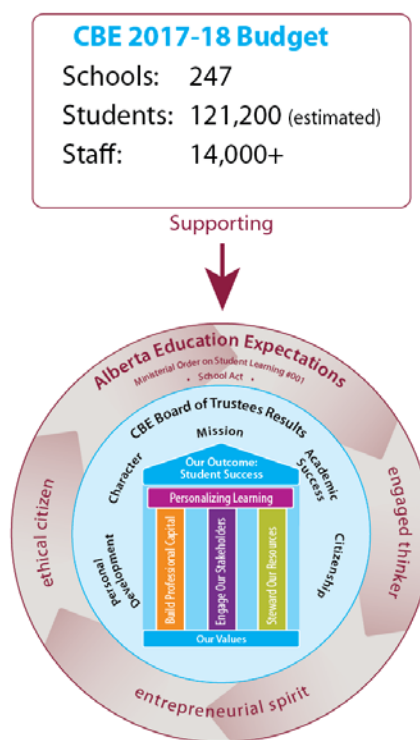 CBE 2017-18 Budget
Schools: 247
Students: 121,200 (estimated)
Staff: 14,000+
Supporting
Alberta Education Expectations
Ministerial Order on Student Learning #001
• School Act •
CBE Board of Trustees Results
Mission
Character
Academic Success
Our Outcome:
Student Success
Personalizing Learning
ethical citizen
engaged thinker
Personal Development
Citizenship
Build Professional Capital
Engage Our Stakeholders
Steward Our Resources
Our Values
entrepreneurial spirit